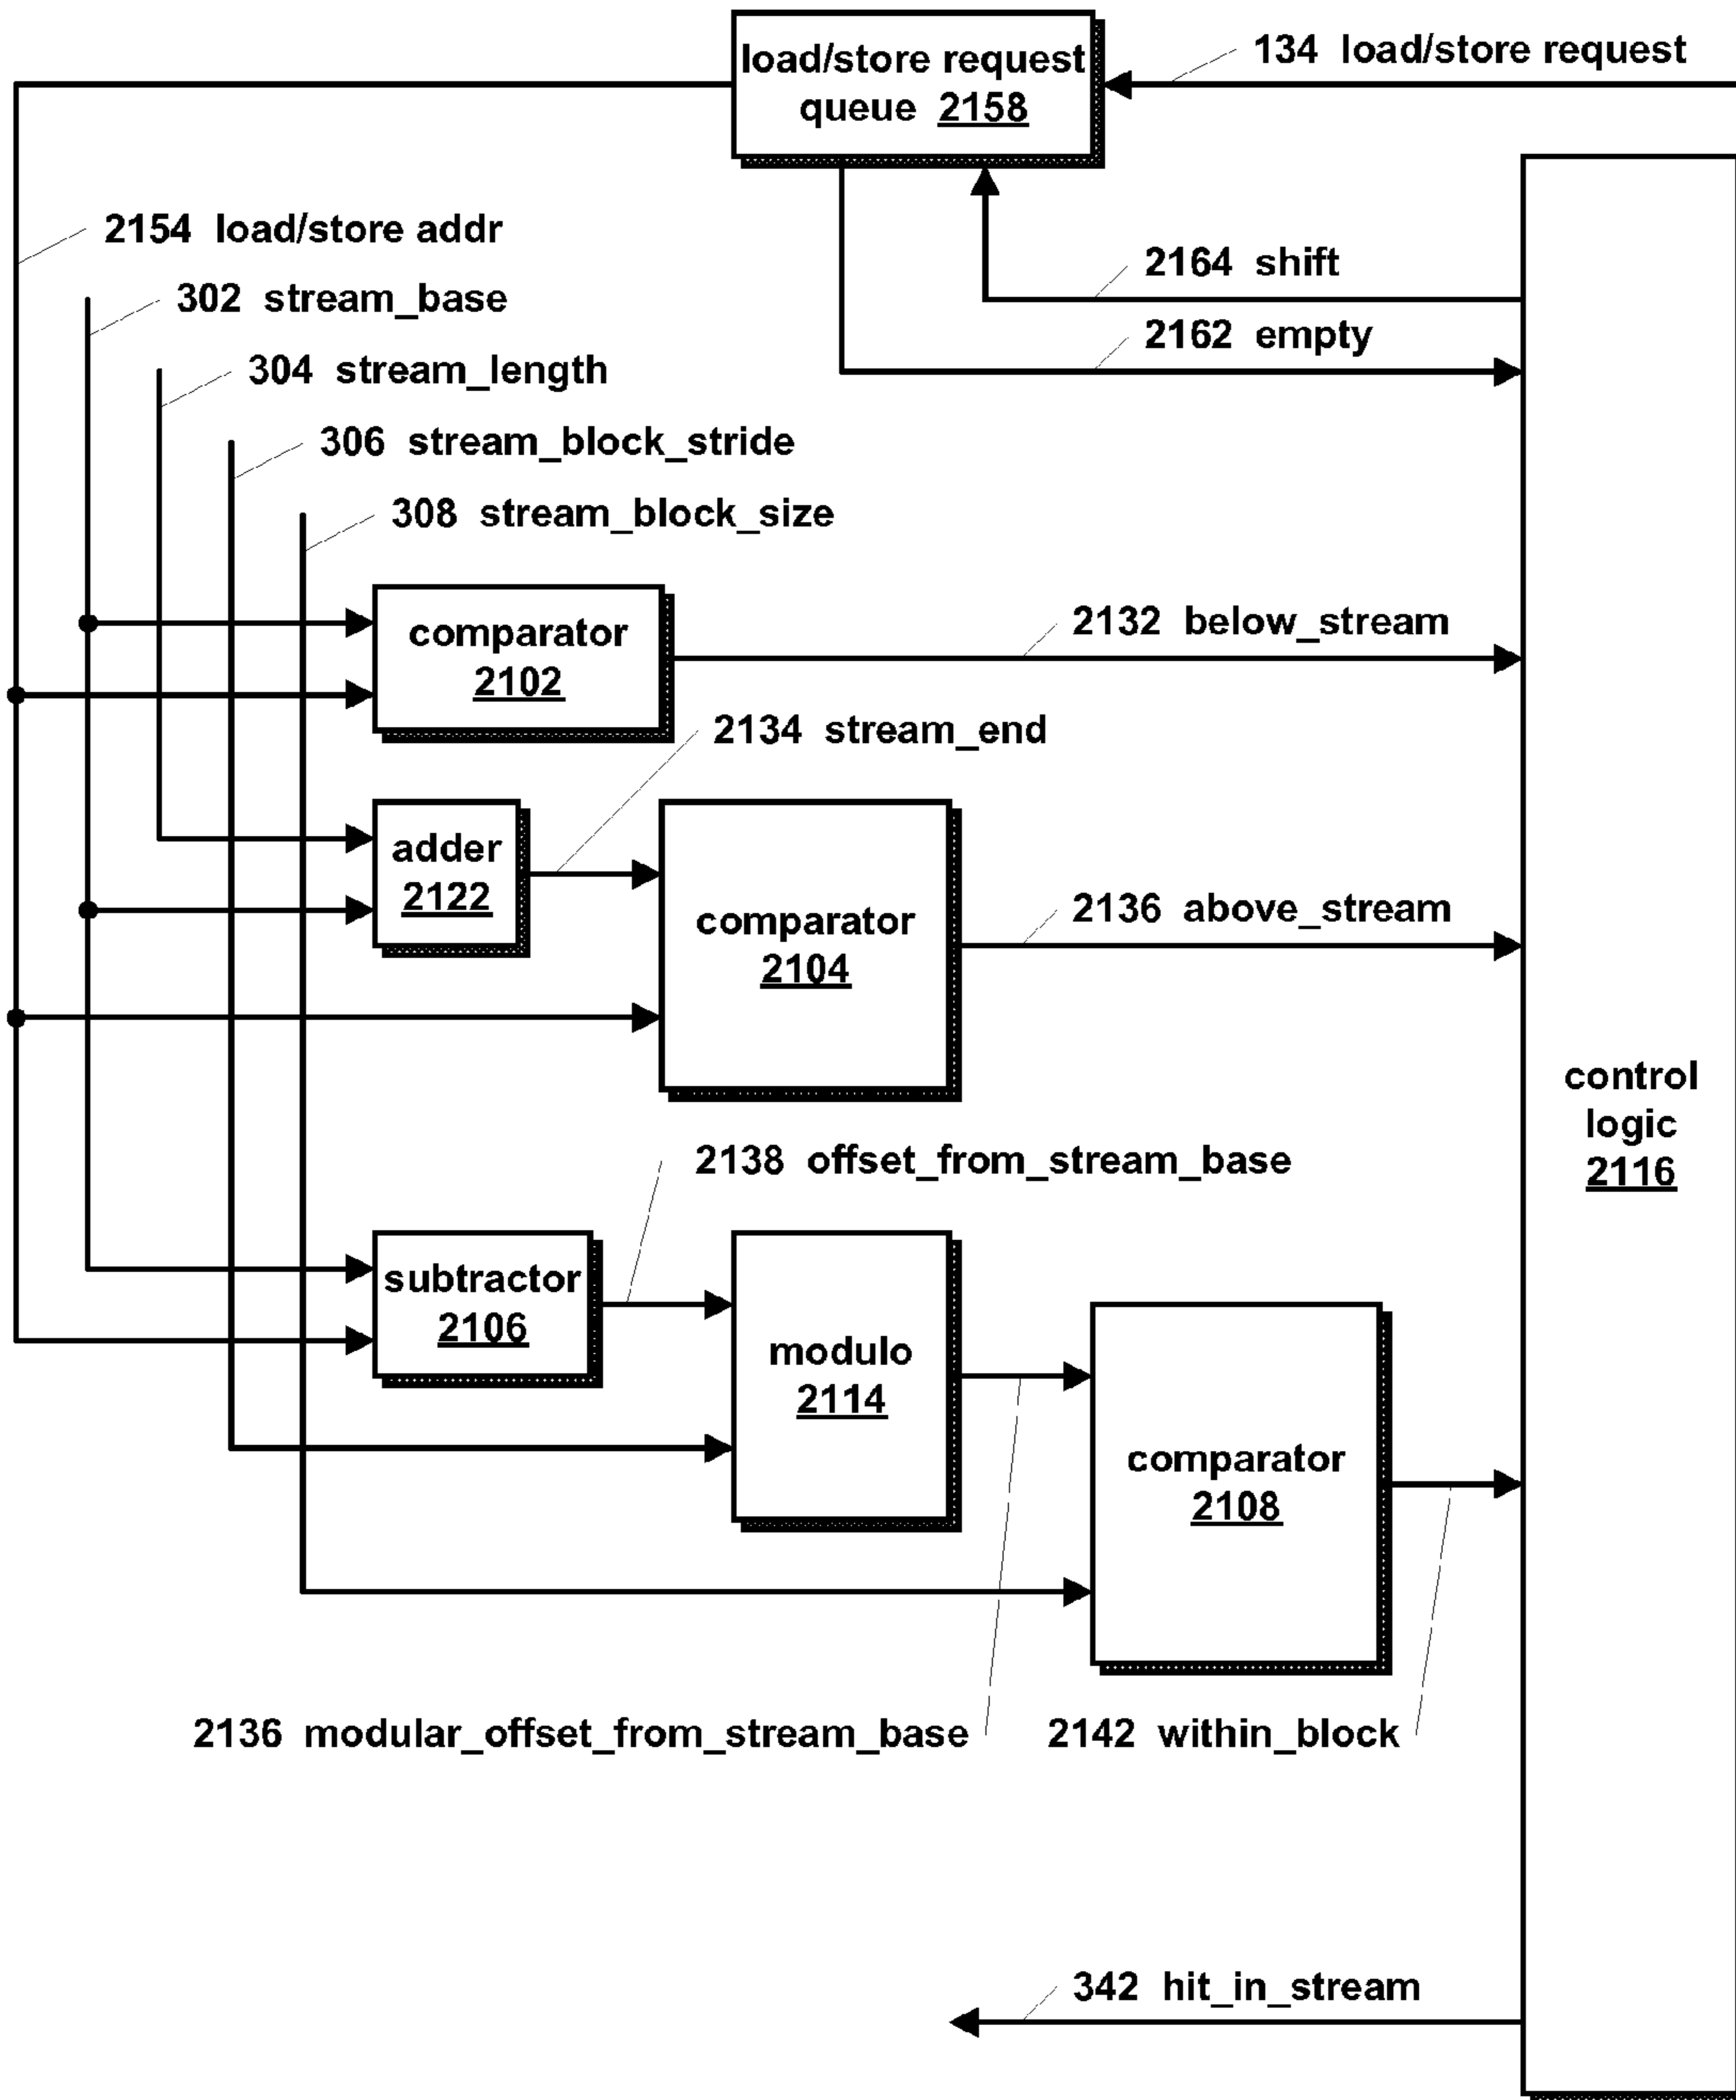 load/store request
queue 2158
134 load/store request
2154 load/store addr
2164 shift
302 stream_base
2162 empty
304 stream_length
306 stream_block_stride
308 stream_block_size
comparator
2102
2132 below_stream
2134 stream_end
adder
2122
comparator
2104
2136 above_stream
control
logic
2116
2138 offset_from_stream_base
subtractor
2106
modulo
2114
comparator
2108
2136 modular_offset_from_stream_base
2142 within_block
342 hit_in_stream